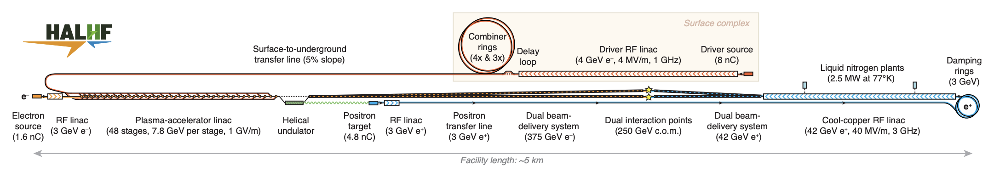 HALHF
Surface complex
Combiner
rings
(4x & 3x)
Delay
loop
Driver RF linac
(4 GeV e⁻, 4 MV/m, 1 GHz)
Driver source
(8 nC)
Surface-to-underground
transfer line (5% slope)
Liquid nitrogen plants
(2.5 MW at 77°K)
Damping
rings
(3 GeV)
e⁻
e⁺
Electron
source
(1.6 nC)
RF linac
(3 GeV e⁻)
Plasma-accelerator linac
(48 stages, 7.8 GeV per stage, 1 GV/m)
Helical
undulator
Positron
target
(4.8 nC)
RF linac
(3 GeV e⁺)
Positron
transfer line
(3 GeV e⁺)
Dual beam-
delivery system
(375 GeV e⁻)
Dual interaction points
(250 GeV c.o.m.)
Dual beam-
delivery system
(42 GeV e⁺)
Cool-copper RF linac
(42 GeV e⁺, 40 MV/m, 3 GHz)
Facility length: ~5 km